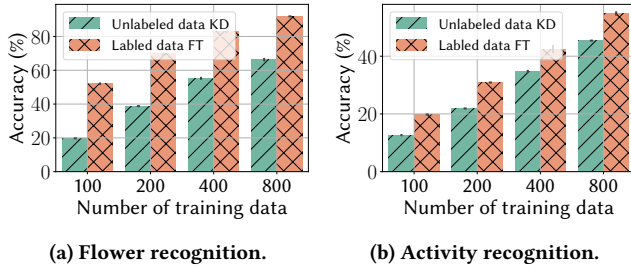 Accuracy (%)
80
60
40
20
0
Unlabeled data KD
Labled data FT
100 200 400 800
Number of training data
(a) Flower recognition.
Accuracy (%)
40
20
0
Unlabeled data KD
Labled data FT
100 200 400 800
Number of training data
(b) Activity recognition.